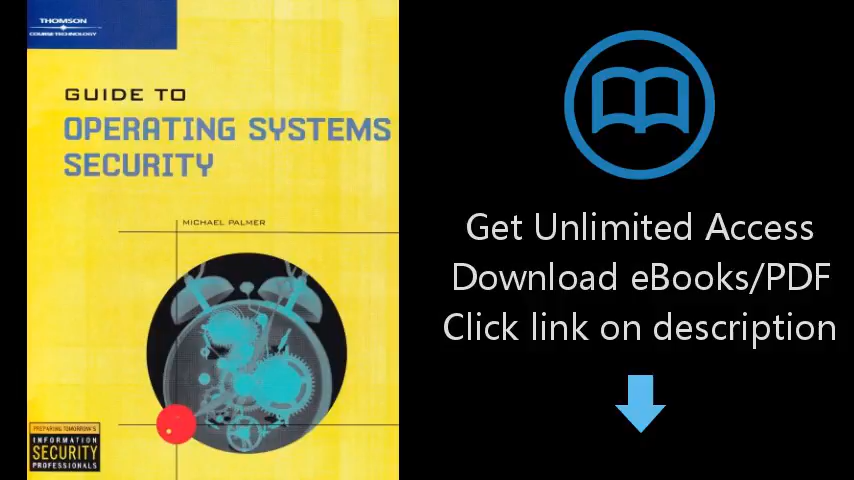 THOMSON
COURSE TECHNOLOGY
GUIDE TO
OPERATING SYSTEMS
SECURITY
MICHAEL PALMER
PREPARING TOMORROW'S
INFORMATION
SECURITY
PROFESSIONALS
Get Unlimited Access
Download eBooks/PDF
Click link on description